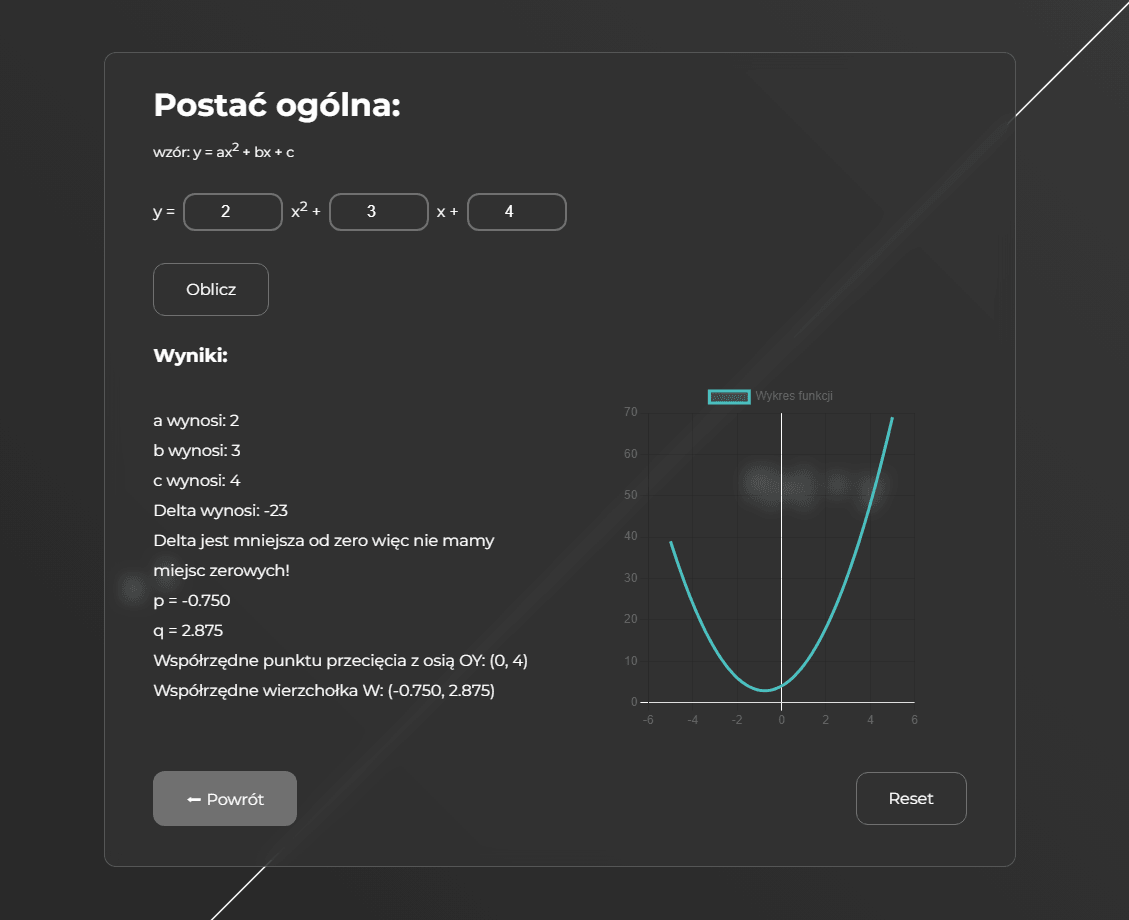 Postać ogólna:
wzór: y = ax² + bx + c
y = 2 x² + 3 x + 4
Oblicz
Wyniki:
a wynosi: 2
b wynosi: 3
c wynosi: 4
Delta wynosi: -23
Delta jest mniejsza od zero więc nie mamy
miejsc zerowych!
p = -0.750
q = 2.875
Współrzędne punktu przecięcia z osią OY: (0, 4)
Współrzędne wierzchołka W: (-0.750, 2.875)
Wykres funkcji
70
60
50
40
30
20
10
0
-6 -4 -2 0 2 4 6
← Powrót
Reset